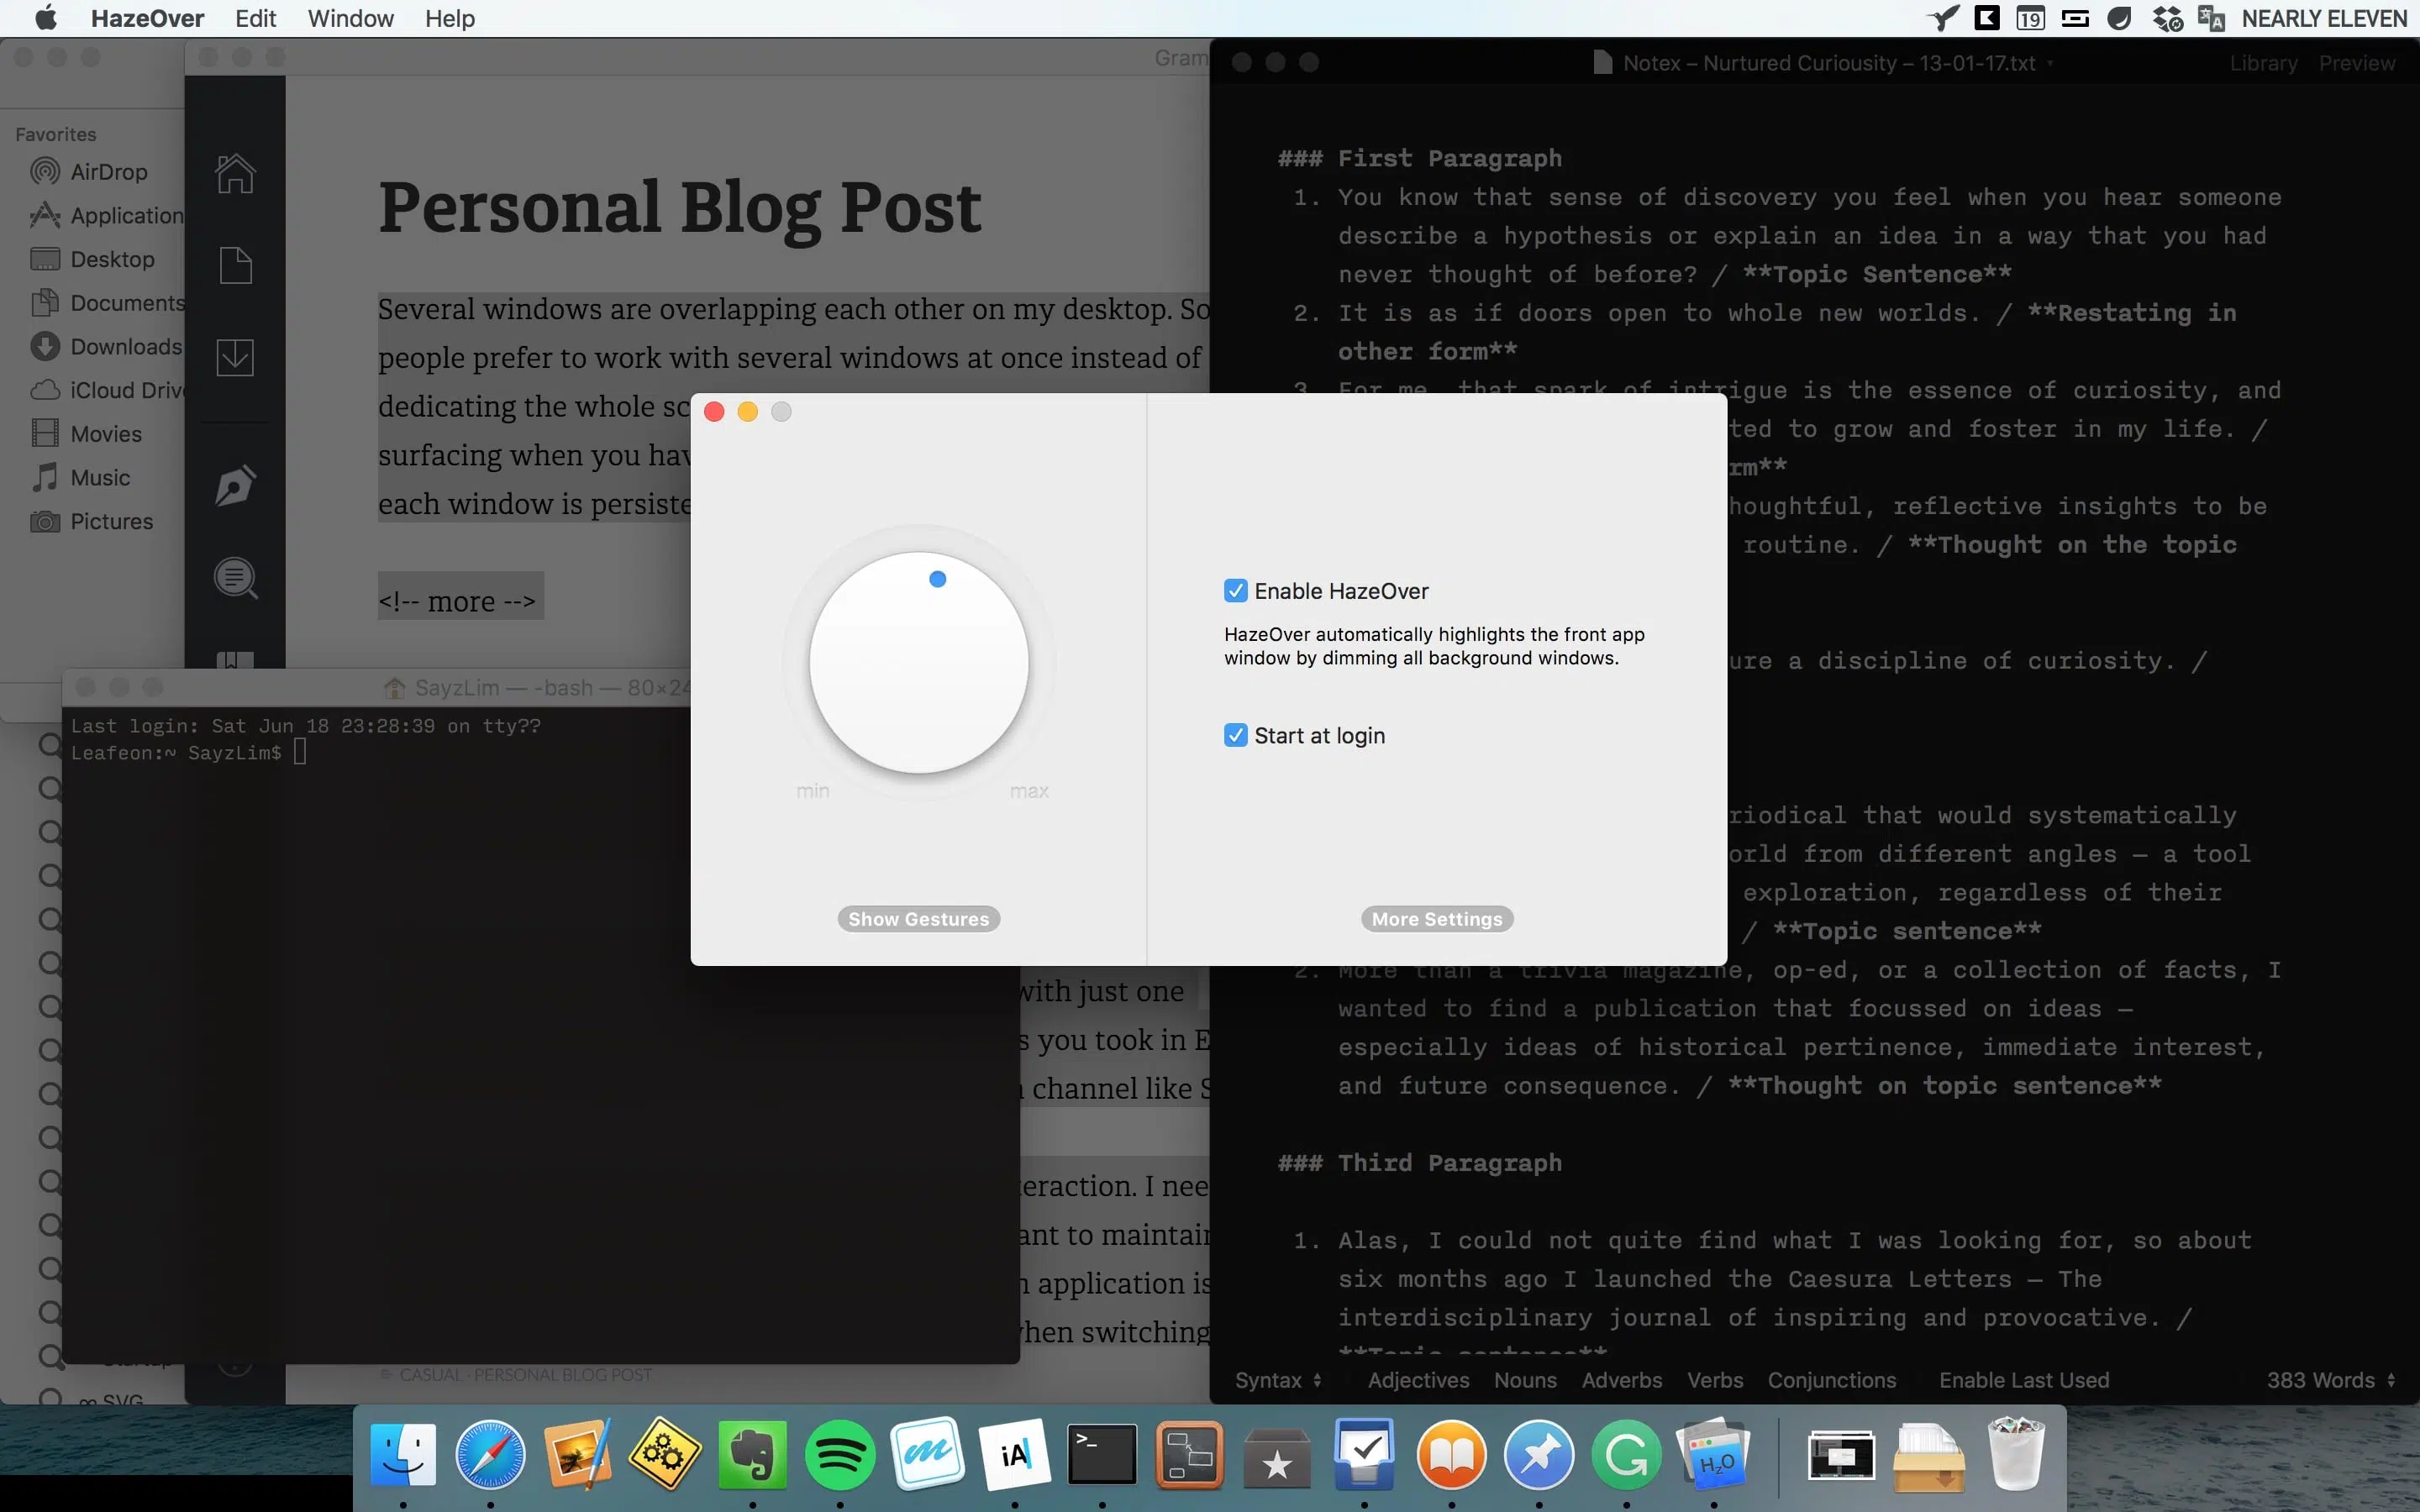 HazeOver Edit Window Help
19
NEARLY ELEVEN
Favorites
AirDrop
Application
Desktop
Documents
Downloads
iCloud Driv
Movies
Music
Pictures
Gram
Personal Blog Post
Several windows are overlapping each other on my desktop. So
people prefer to work with several windows at once instead of
dedicating the whole sc
surfacing when you hav
each window is persiste
<!-- more -->
SayzLim — -bash — 80×24
Last login: Sat Jun 18 23:28:39 on tty??
Leafeon:~ SayzLim$
with just one
s you took in E
channel like S
eraction. I nee
ant to maintain
application is
hen switching
CASUAL · PERSONAL BLOG POST
SVG
Notex – Nurtured Curiousity – 13-01-17.txt
Library Preview
### First Paragraph
1. You know that sense of discovery you feel when you hear someone
describe a hypothesis or explain an idea in a way that you had
never thought of before? / **Topic Sentence**
2. It is as if doors open to whole new worlds. / **Restating in
other form**
3. For me, that spark of intrigue is the essence of curiosity, and
ted to grow and foster in my life. /
rm**
houghtful, reflective insights to be
routine. / **Thought on the topic
ure a discipline of curiosity. /
riodical that would systematically
orld from different angles — a tool
exploration, regardless of their
/ **Topic sentence**
2. More than a trivia magazine, op-ed, or a collection of facts, I
wanted to find a publication that focussed on ideas —
especially ideas of historical pertinence, immediate interest,
and future consequence. / **Thought on topic sentence**
### Third Paragraph
1. Alas, I could not quite find what I was looking for, so about
six months ago I launched the Caesura Letters — The
interdisciplinary journal of inspiring and provocative. /
**Topic sentence**
Syntax Adjectives Nouns Adverbs Verbs Conjunctions Enable Last Used 383 Words
min max
Show Gestures
Enable HazeOver
HazeOver automatically highlights the front app
window by dimming all background windows.
Start at login
More Settings
iA
>_
H₂O